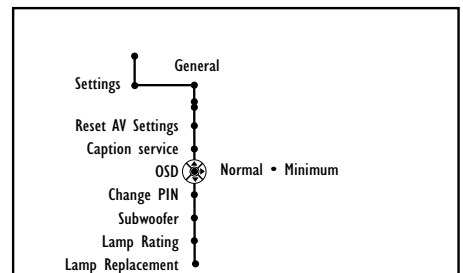 General
Settings
Reset AV Settings
Caption service
OSD Normal • Minimum
Change PIN
Subwoofer
Lamp Rating
Lamp Replacement